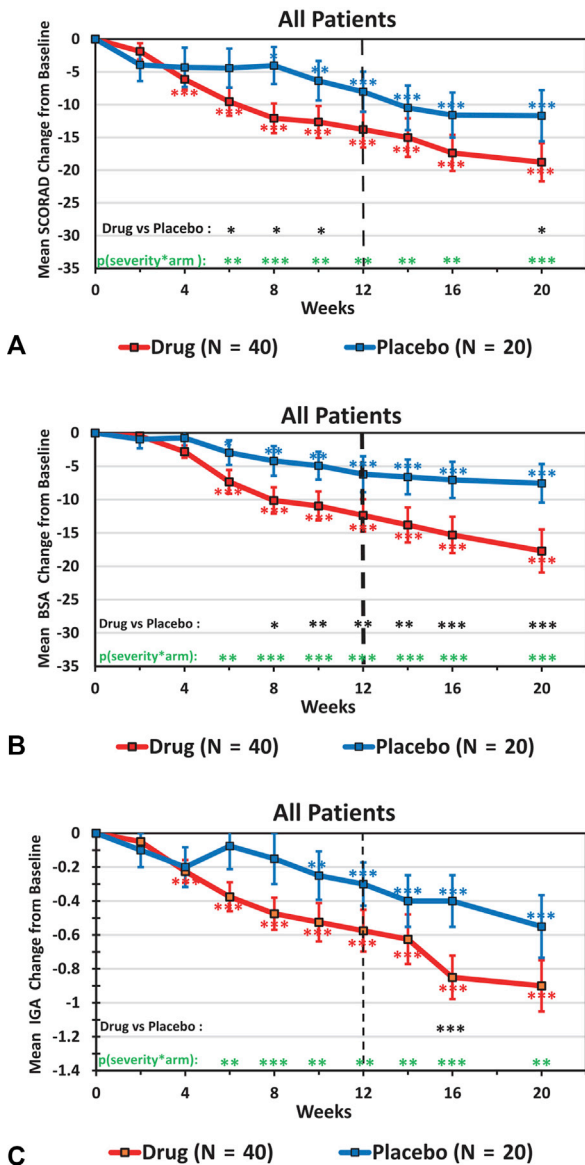 All Patients
Mean SCORAD Change from Baseline
0
-5
-10
-15
-20
-25
-30
-35
* ** *** *** *** ***
*** *** *** *** *** *** *** ***
Drug vs Placebo : * * * *
p(severity*arm ): ** *** ** ** ** ** ***
0 4 8 12 16 20
Weeks
A
Drug (N = 40) Placebo (N = 20)
All Patients
Mean BSA Change from Baseline
0
-5
-10
-15
-20
-25
-30
-35
* ** ** *** *** *** ***
*** *** *** *** *** *** ***
Drug vs Placebo : * ** ** ** *** ***
p(severity*arm): ** *** *** *** *** *** ***
0 4 8 12 16 20
Weeks
B
Drug (N = 40) Placebo (N = 20)
All Patients
Mean IGA Change from Baseline
0
-0.2
-0.4
-0.6
-0.8
-1
-1.2
-1.4
** *** *** *** ***
*** *** *** *** *** *** *** ***
Drug vs Placebo : ***
p(severity*arm): ** *** ** ** ** *** **
0 4 8 12 16 20
Weeks
C
Drug (N = 40) Placebo (N = 20)